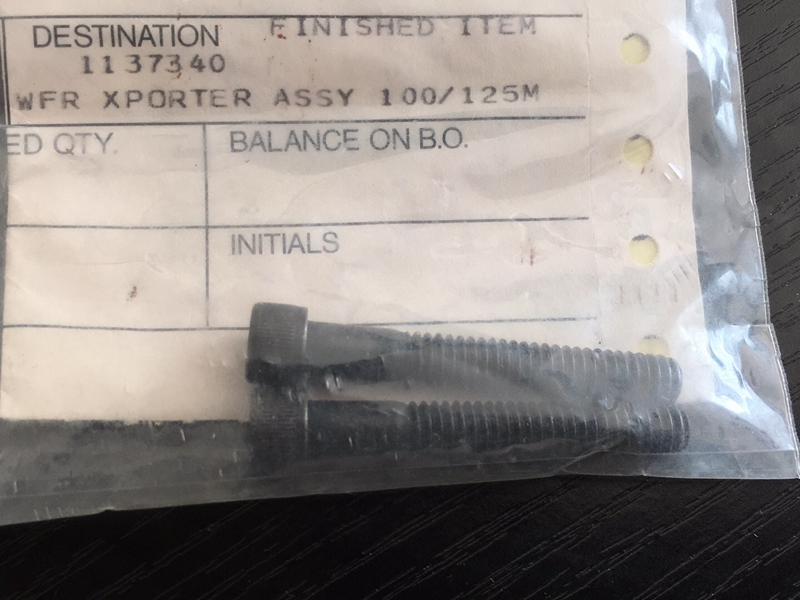 FINISHED ITEM
DESTINATION
1137340
WFR XPORTER ASSY 100/125M
ED QTY.
BALANCE ON B.O.
INITIALS